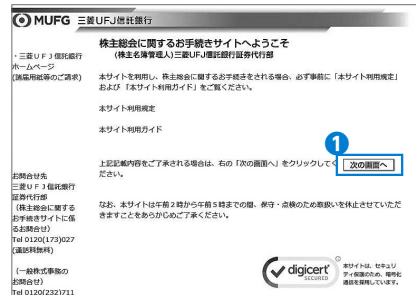 MUFG 三菱UFJ信託銀行
・三菱ＵＦＪ信託銀行
ホームページ
(諸届用紙等のご請求)
お問合せ先
三菱ＵＦＪ信託銀行
証券代行部
（株主総会に関する
お手続きサイトに係
るお問合せ）
Tel 0120(173)027
(通話料無料)
（一般株式事務の
お問合せ）
Tel 0120(232)711
株主総会に関するお手続きサイトへようこそ
(株主名簿管理人)三菱UFJ信託銀行証券代行部
本サイトを利用し、株主総会に関するお手続きをされる場合、必ず事前に「本サイト利用規定」
および 「本サイト利用ガイド」をご覧ください。
本サイト利用規定
本サイト利用ガイド
1
上記記載内容をご了承される場合は、右の「次の画面へ」をクリックしてく
ださい。
次の画面へ
なお、本サイトは午前２時から午前５時までの間、保守・点検のため取扱いを休止させていただ
きますことをあらかじめご了承ください。
digicert
SECURED
本サイトは、セキュリ
ティ保護のため、暗号化
通信を採用しています。